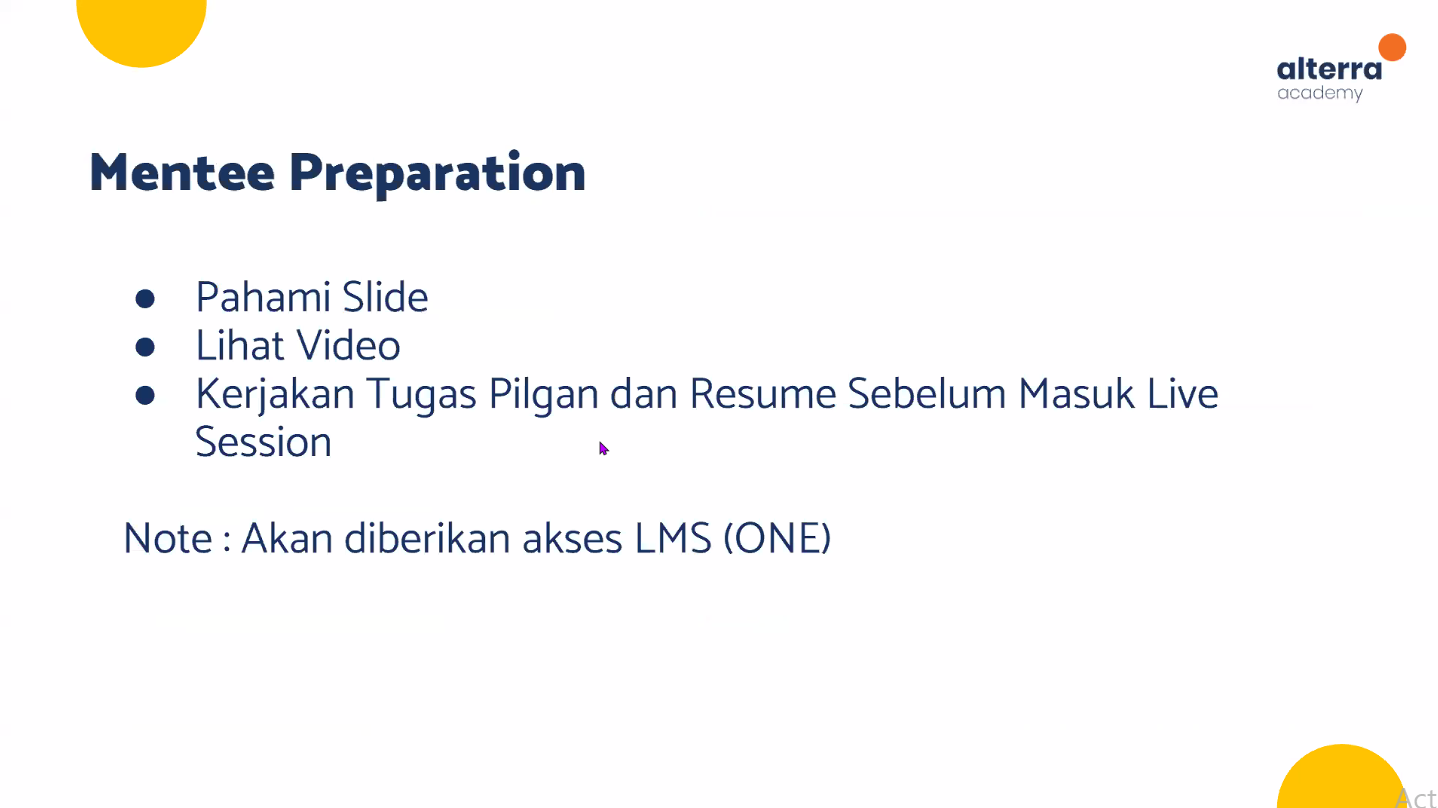 alterra
academy
Mentee Preparation
● Pahami Slide
● Lihat Video
● Kerjakan Tugas Pilgan dan Resume Sebelum Masuk Live
Session
Note : Akan diberikan akses LMS (ONE)
Act